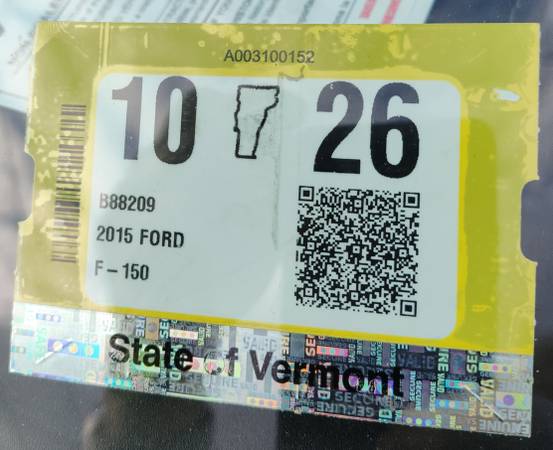 A003100152
10 26
B88209
2015 FORD
F-150
State of Vermont